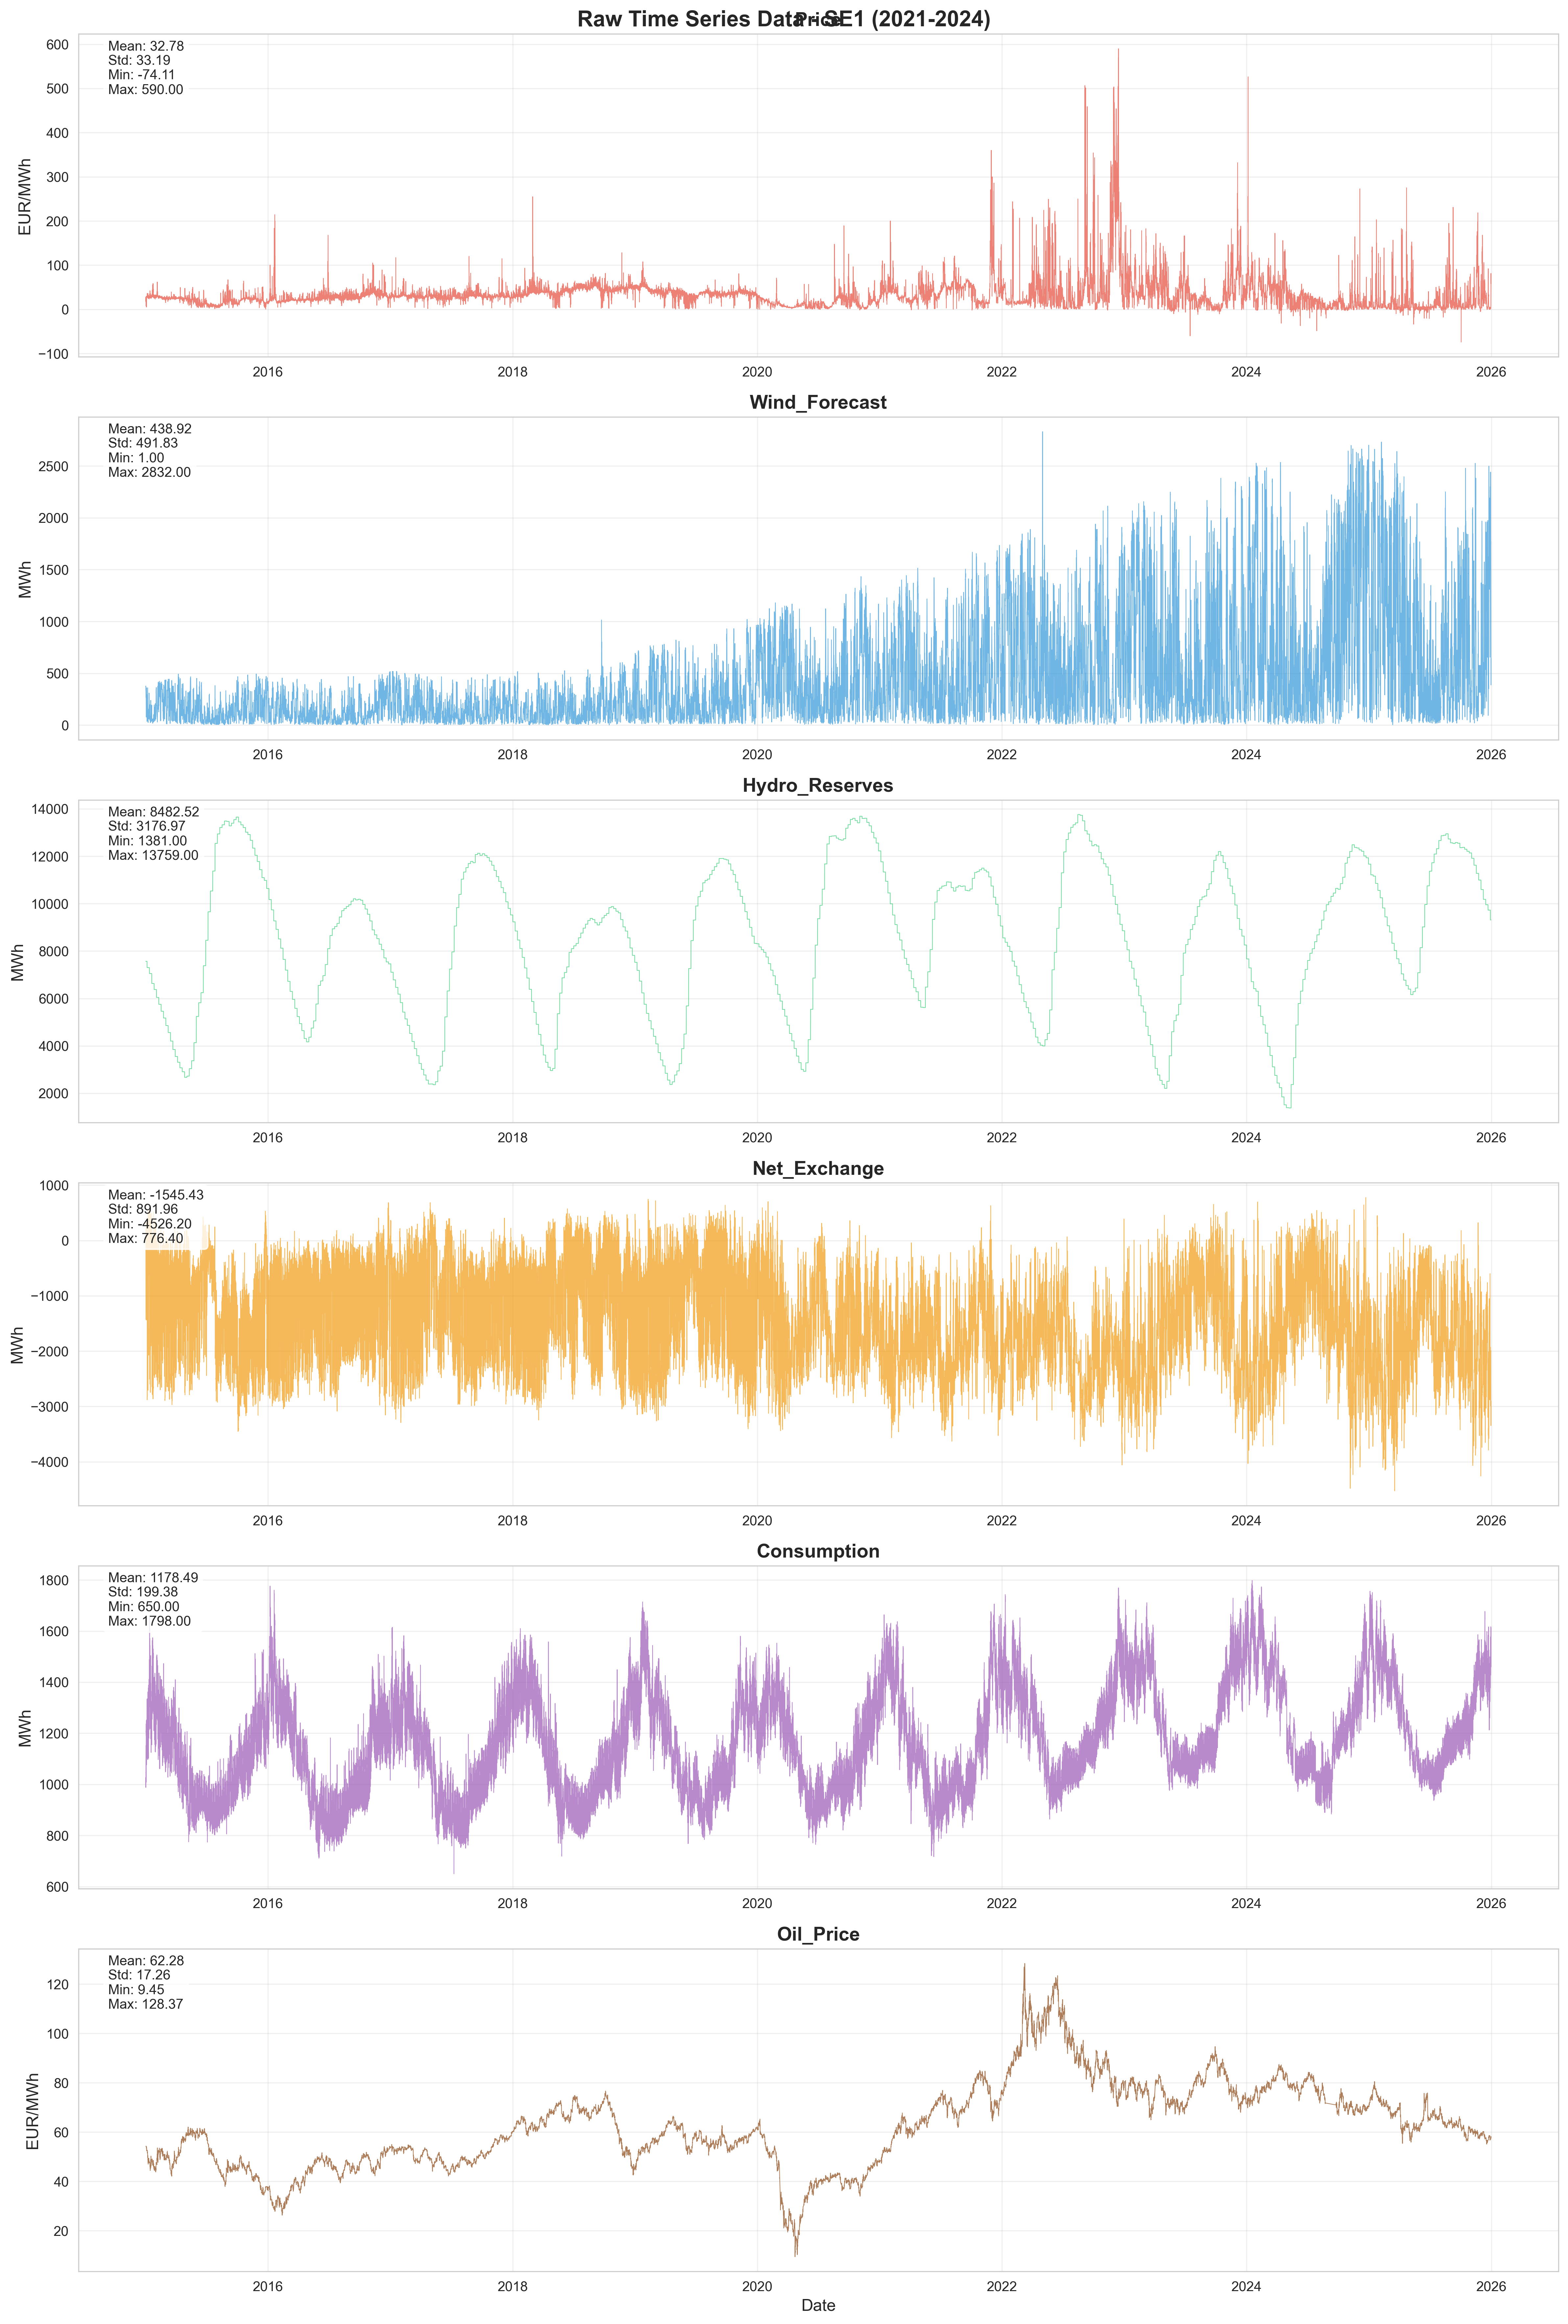 Raw Time Series Data - SE1 (2021-2024)
Price
Mean: 32.78
Std: 33.19
Min: -74.11
Max: 590.00
EUR/MWh
600
500
400
300
200
100
0
−100
2016 2018 2020 2022 2024 2026
Wind_Forecast
Mean: 438.92
Std: 491.83
Min: 1.00
Max: 2832.00
MWh
2500
2000
1500
1000
500
0
2016 2018 2020 2022 2024 2026
Hydro_Reserves
Mean: 8482.52
Std: 3176.97
Min: 1381.00
Max: 13759.00
MWh
14000
12000
10000
8000
6000
4000
2000
2016 2018 2020 2022 2024 2026
Net_Exchange
Mean: -1545.43
Std: 891.96
Min: -4526.20
Max: 776.40
MWh
1000
0
−1000
−2000
−3000
−4000
2016 2018 2020 2022 2024 2026
Consumption
Mean: 1178.49
Std: 199.38
Min: 650.00
Max: 1798.00
MWh
1800
1600
1400
1200
1000
800
600
2016 2018 2020 2022 2024 2026
Oil_Price
Mean: 62.28
Std: 17.26
Min: 9.45
Max: 128.37
EUR/MWh
120
100
80
60
40
20
2016 2018 2020 2022 2024 2026
Date